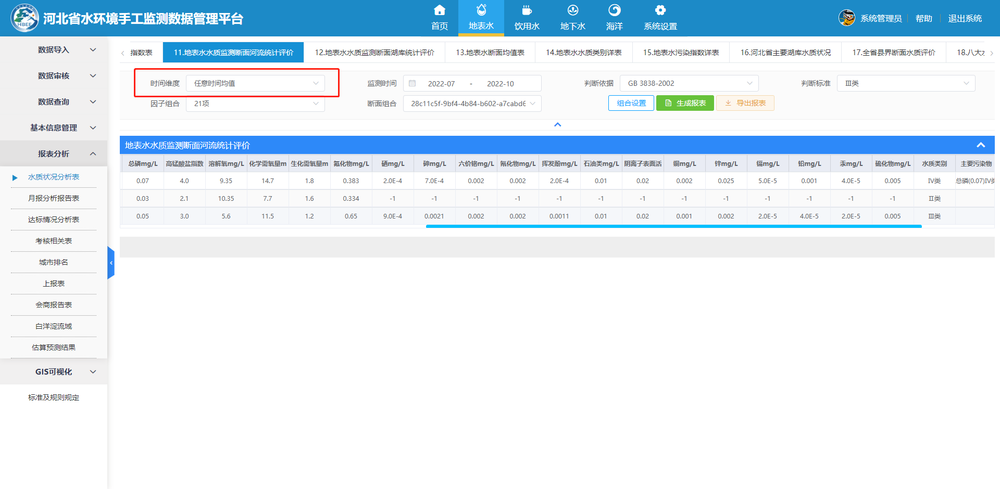 河北省水环境手工监测数据管理平台
HBEE
首页
地表水
饮用水
地下水
海洋
系统设置
系统管理员
帮助
退出系统
数据导入
数据审核
数据查询
基本信息管理
报表分析
水质状况分析表
月报分析报告表
达标情况分析表
考核相关表
城市排名
上报表
会商报告表
白洋淀流域
估算预测结果
GIS可视化
标准及规则规定
指数表
11.地表水水质监测断面河流统计评价
12.地表水水质监测断面湖库统计评价
13.地表水断面均值表
14.地表水水质类别详表
15.地表水污染指数详表
16.河北省主要湖库水质状况
17.全省县界断面水质评价
18.八大
时间维度 任意时间均值
监测时间 2022-07 - 2022-10
判断依据 GB 3838-2002
判断标准 Ⅲ类
因子组合 21项
断面组合 28c11c5f-9bf4-4b84-b602-a7cabd6
组合设置
生成报表
导出报表
地表水水质监测断面河流统计评价
总磷mg/L 高锰酸盐指数 溶解氧mg/L 化学需氧量m 生化需氧量m 氟化物mg/L 硒mg/L 砷mg/L 六价铬mg/L 氰化物mg/L 挥发酚mg/L 石油类mg/L 阴离子表面活 铜mg/L 锌mg/L 镉mg/L 铅mg/L 汞mg/L 硫化物mg/L 水质类别 主要污染物
0.07 4.0 9.35 14.7 1.8 0.383 2.0E-4 7.0E-4 0.002 0.002 2.0E-4 0.01 0.02 0.002 0.025 5.0E-5 0.001 4.0E-5 0.005 Ⅳ类 总磷(0.07)Ⅳ类
0.03 2.1 10.35 7.7 1.6 0.334 -1 -1 -1 -1 -1 -1 -1 -1 -1 -1 -1 -1 -1 Ⅱ类
0.05 3.0 5.6 11.5 1.2 0.65 9.0E-4 0.0021 0.002 0.002 0.0011 0.01 0.02 0.001 0.002 2.0E-5 4.0E-5 2.0E-5 0.005 Ⅲ类